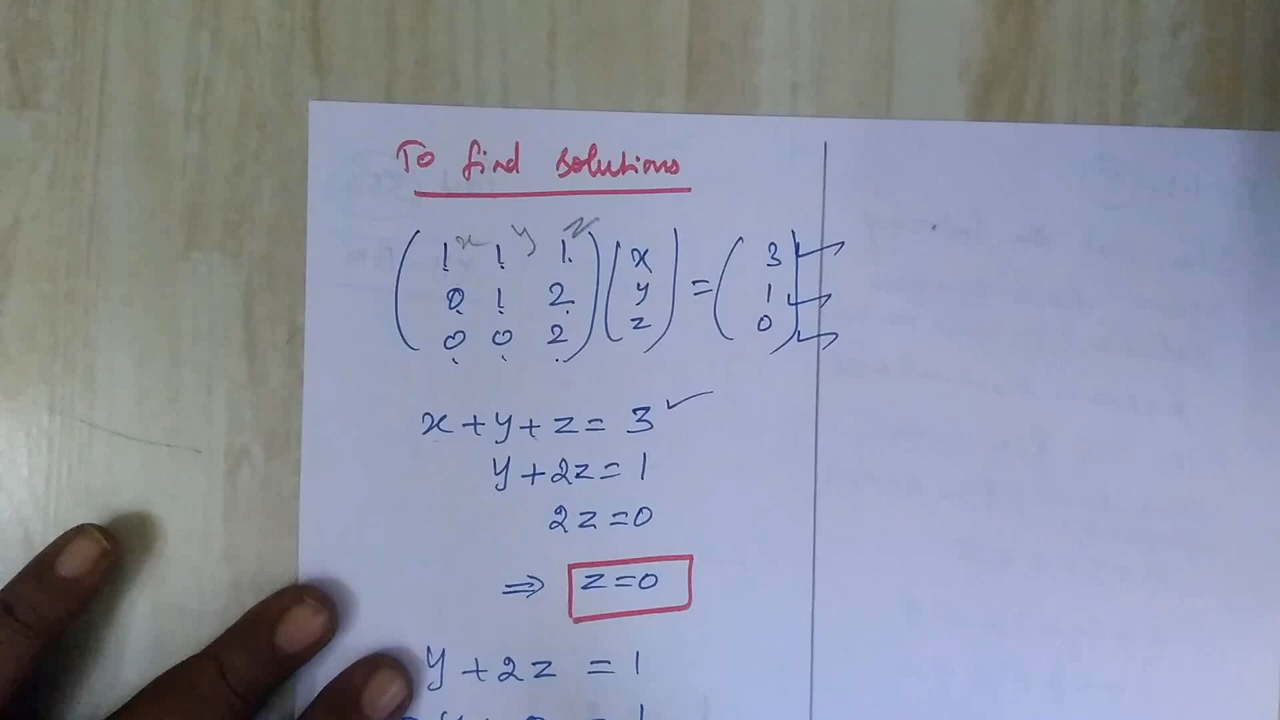 To find solutions
x y z
( 1 1 1 ) ( x ) = ( 3 )
( 0 1 2 ) ( y ) ( 1 )
( 0 0 2 ) ( z ) ( 0 )
x + y + z = 3 ✓
y + 2z = 1
2z = 0
⇒ z = 0
y + 2z = 1